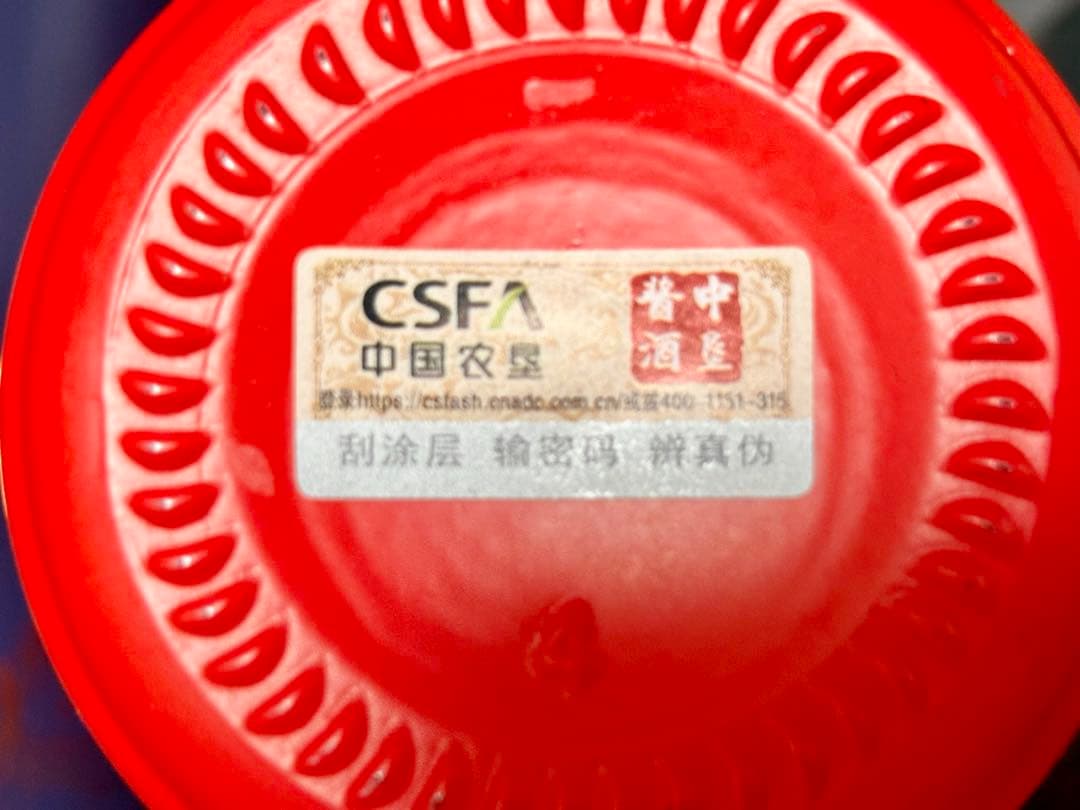 CSFA
中国农垦
中垦
酱酒
登录https://csfash.cnadc.com.cn/或拨400-1151-315
刮涂层 输密码 辨真伪